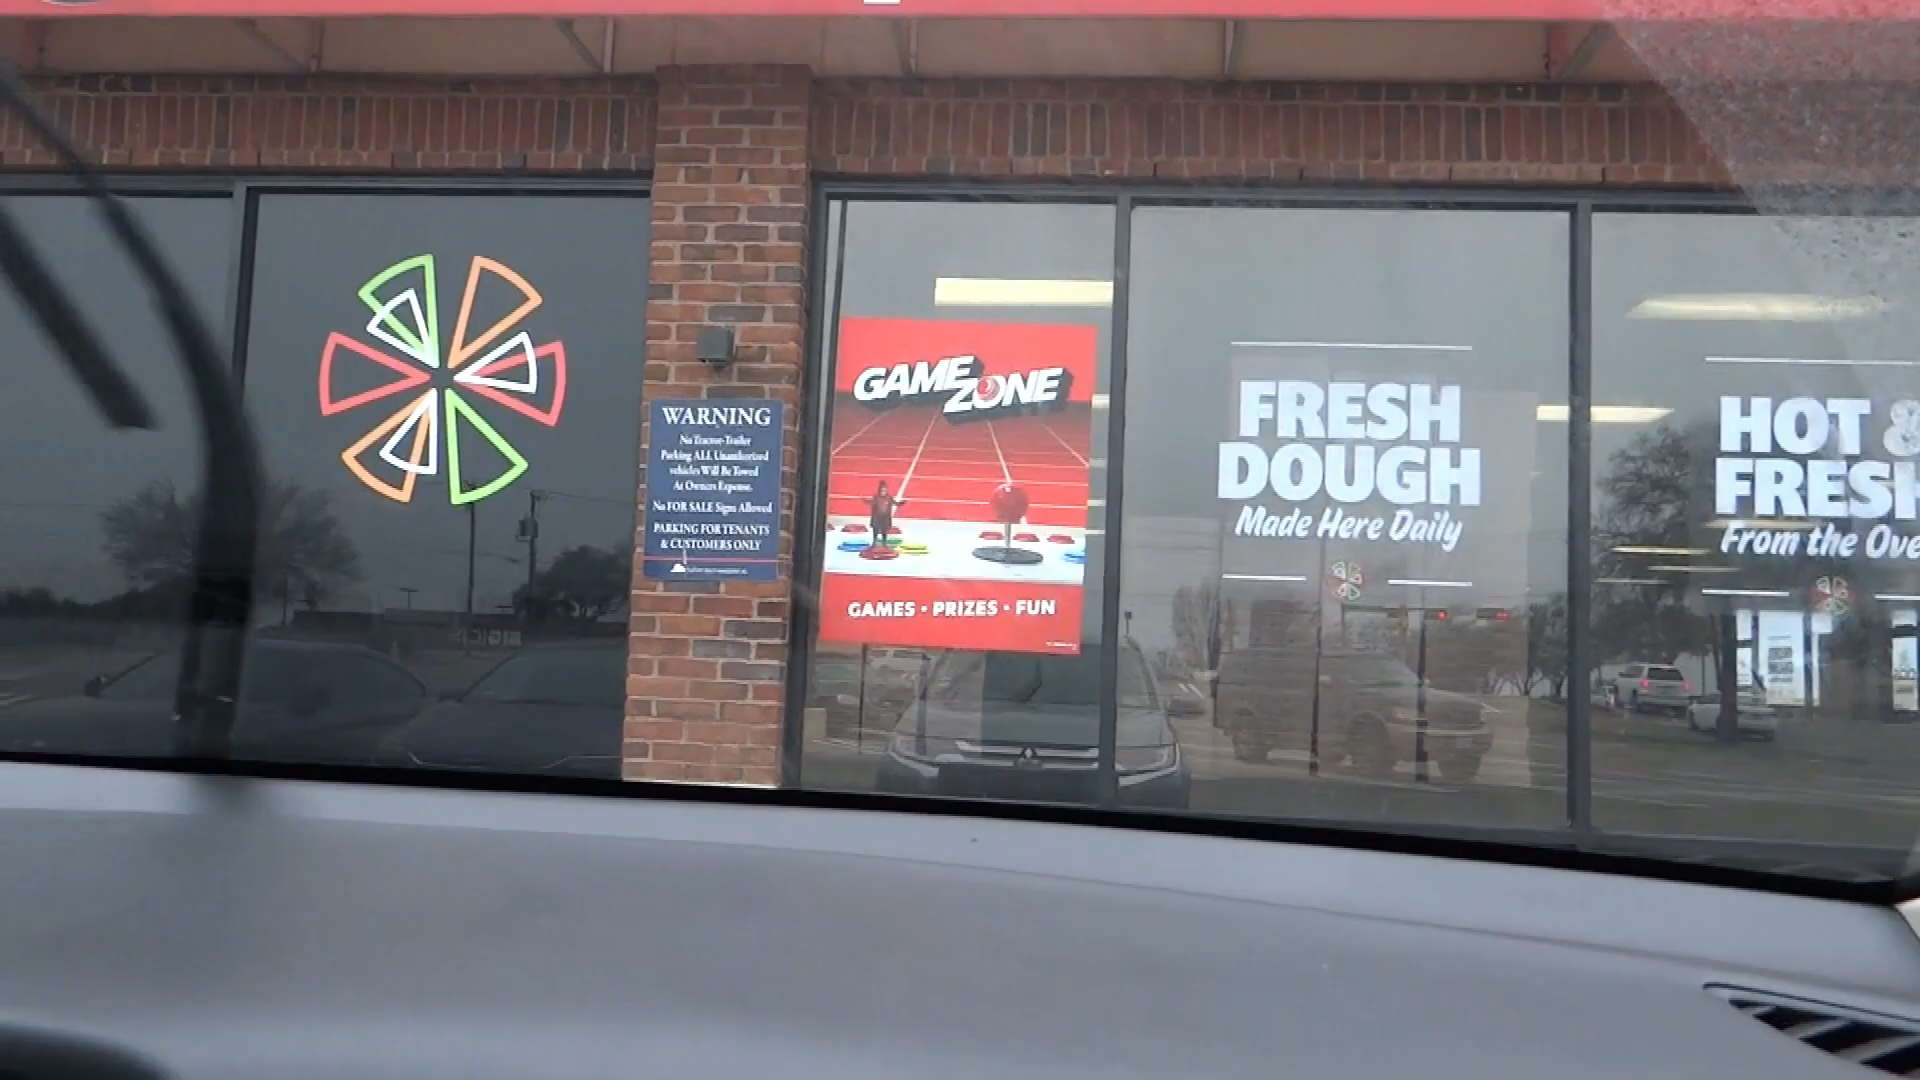 WARNING
No Tractor-Trailer
Parking ALL Unauthorized
vehicles Will Be Towed
At Owners Expense.
No FOR SALE Signs Allowed
PARKING FOR TENANTS
& CUSTOMERS ONLY
GAME
ZONE
GAMES • PRIZES • FUN
FRESH
DOUGH
Made Here Daily
HOT &
FRESH
From the Ove